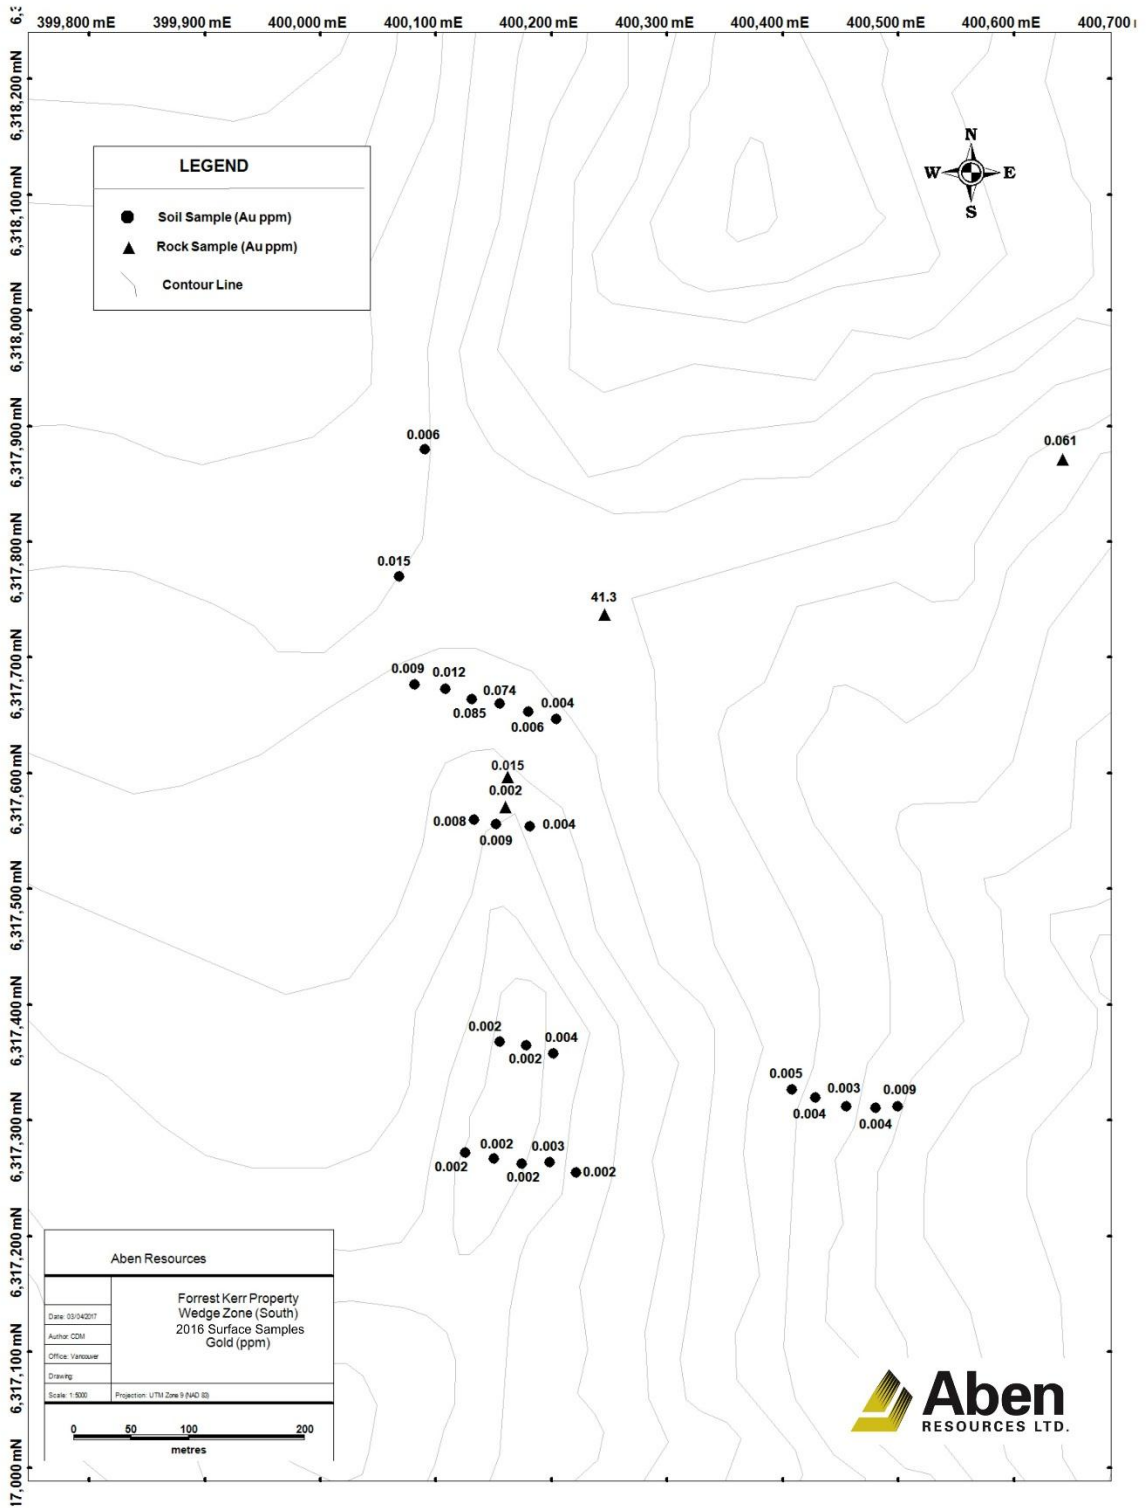 399,800 mE 399,900 mE 400,000 mE 400,100 mE 400,200 mE 400,300 mE 400,400 mE 400,500 mE 400,600 mE 400,700
6,318,200 mN
6,318,100 mN
6,318,000 mN
6,317,900 mN
6,317,800 mN
6,317,700 mN
6,317,600 mN
6,317,500 mN
6,317,400 mN
6,317,300 mN
6,317,200 mN
6,317,100 mN
17,000 mN
LEGEND
Soil Sample (Au ppm)
Rock Sample (Au ppm)
Contour Line
N
W E
S
0.006
0.061
0.015
41.3
0.009
0.012
0.085
0.074
0.006
0.004
0.015
0.002
0.008
0.009
0.004
0.002
0.002
0.004
0.005
0.004
0.003
0.004
0.009
0.002
0.002
0.002
0.003
0.002
Aben Resources
Forrest Kerr Property
Wedge Zone (South)
2016 Surface Samples
Gold (ppm)
Date: 03/04/2017
Author: CDM
Office: Vancouver
Drawing:
Scale: 1:5000
Projection: UTM Zone 9 (NAD 83)
0 50 100 200
metres
Aben
RESOURCES LTD.